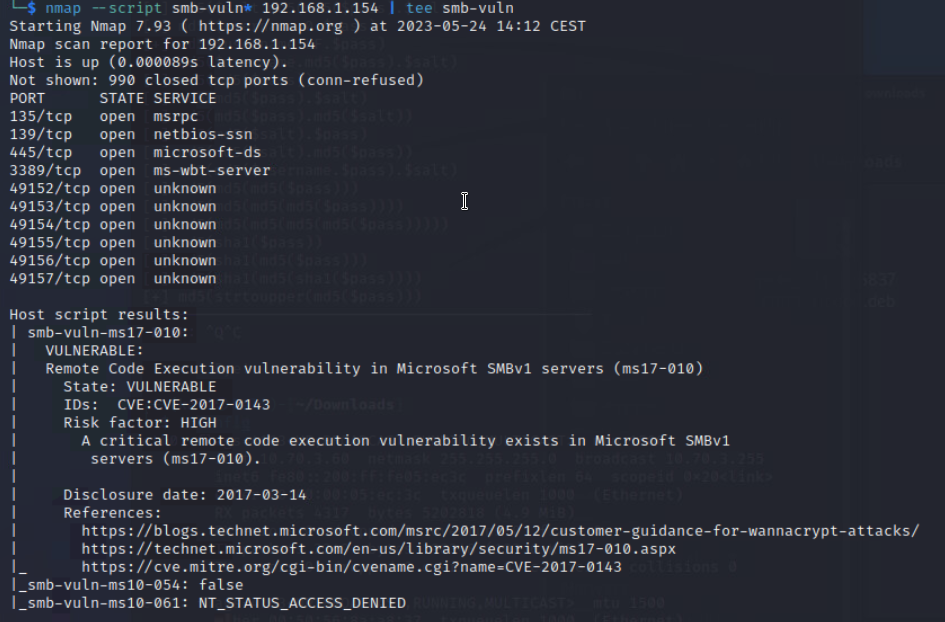 └─$ nmap --script smb-vuln* 192.168.1.154 | tee smb-vuln
Starting Nmap 7.93 ( https://nmap.org ) at 2023-05-24 14:12 CEST
Nmap scan report for 192.168.1.154
Host is up (0.000089s latency).
Not shown: 990 closed tcp ports (conn-refused)
PORT      STATE SERVICE
135/tcp   open  msrpc
139/tcp   open  netbios-ssn
445/tcp   open  microsoft-ds
3389/tcp  open  ms-wbt-server
49152/tcp open  unknown
49153/tcp open  unknown
49154/tcp open  unknown
49155/tcp open  unknown
49156/tcp open  unknown
49157/tcp open  unknown
Host script results:
| smb-vuln-ms17-010:
|   VULNERABLE:
|   Remote Code Execution vulnerability in Microsoft SMBv1 servers (ms17-010)
|     State: VULNERABLE
|     IDs:  CVE:CVE-2017-0143
|     Risk factor: HIGH
|       A critical remote code execution vulnerability exists in Microsoft SMBv1
|        servers (ms17-010).
|
|     Disclosure date: 2017-03-14
|     References:
|       https://blogs.technet.microsoft.com/msrc/2017/05/12/customer-guidance-for-wannacrypt-attacks/
|       https://technet.microsoft.com/en-us/library/security/ms17-010.aspx
|_      https://cve.mitre.org/cgi-bin/cvename.cgi?name=CVE-2017-0143
|_smb-vuln-ms10-054: false
|_smb-vuln-ms10-061: NT_STATUS_ACCESS_DENIED